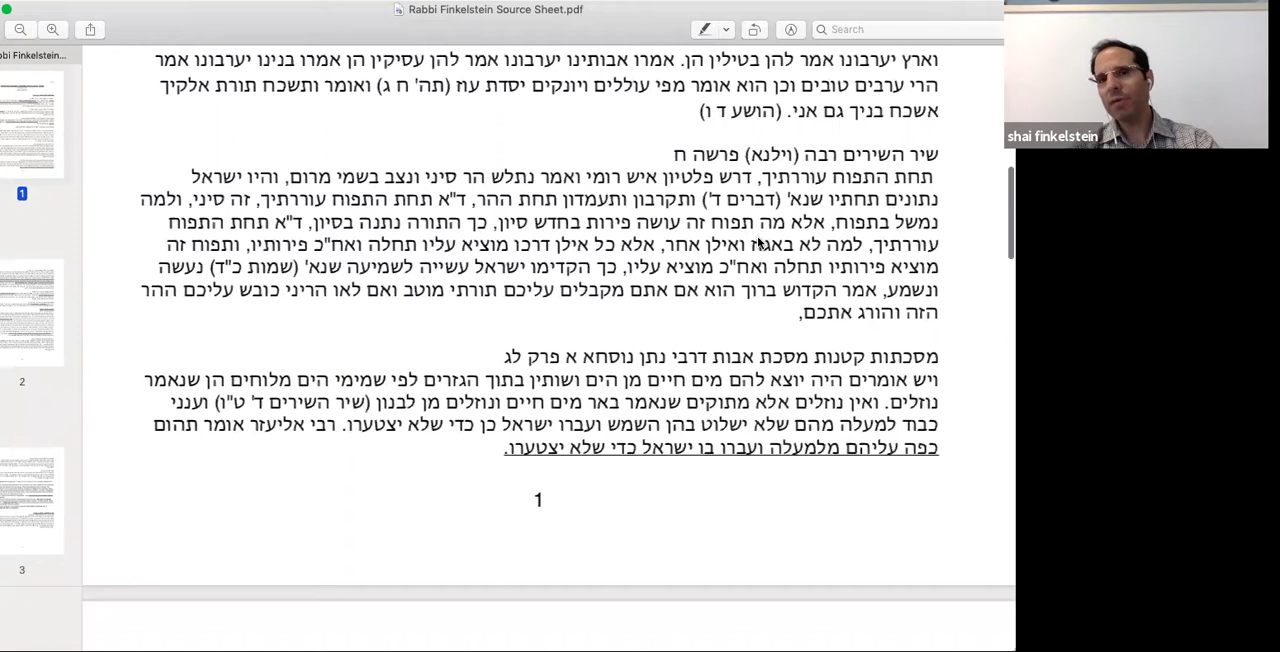 Rabbi Finkelstein Source Sheet.pdf
Search
bbi Finkelstein...
shai finkelstein
וארץ יערבונו אמר להן בטילין הן. אמרו אבותינו יערבונו אמר להן עסיקין הן אמרו בנינו יערבונו אמר
הרי ערבים טובים וכן הוא אומר מפי עוללים ויונקים יסדת עוז (תה' ח ג) ואומר ותשכח תורת אלקיך
אשכח בניך גם אני. (הושע ד ו)
שיר השירים רבה (וילנא) פרשה ח
תחת התפוח עוררתיך, דרש פלטיון איש רומי ואמר נתלש הר סיני ונצב בשמי מרום, והיו ישראל
נתונים תחתיו שנא' (דברים ד') ותקרבון ותעמדון תחת ההר, ד"א תחת התפוח עוררתיך, זה סיני, ולמה
נמשל בתפוח, אלא מה תפוח זה עושה פירות בחדש סיון, כך התורה נתנה בסיון, ד"א תחת התפוח
עוררתיך, למה לא באגוז ואילן אחר, אלא כל אילן דרכו מוציא עליו תחלה ואח"כ פירותיו, ותפוח זה
מוציא פירותיו תחלה ואח"כ מוציא עליו, כך הקדימו ישראל עשייה לשמיעה שנא' (שמות כ"ד) נעשה
ונשמע, אמר הקדוש ברוך הוא אם אתם מקבלים עליכם תורתי מוטב ואם לאו הריני כובש עליכם ההר
הזה והורג אתכם,
מסכתות קטנות מסכת אבות דרבי נתן נוסחא א פרק לג
ויש אומרים היה יוצא להם מים חיים מן הים ושותין בתוך הגזרים לפי שמימי הים מלוחים הן שנאמר
נוזלים. ואין נוזלים אלא מתוקים שנאמר באר מים חיים ונוזלים מן לבנון (שיר השירים ד' ט"ו) וענני
כבוד למעלה מהם שלא ישלוט בהן השמש ועברו ישראל כן כדי שלא יצטערו. רבי אליעזר אומר תהום
כפה עליהם מלמעלה ועברו בו ישראל כדי שלא יצטערו.
1
1
2
3